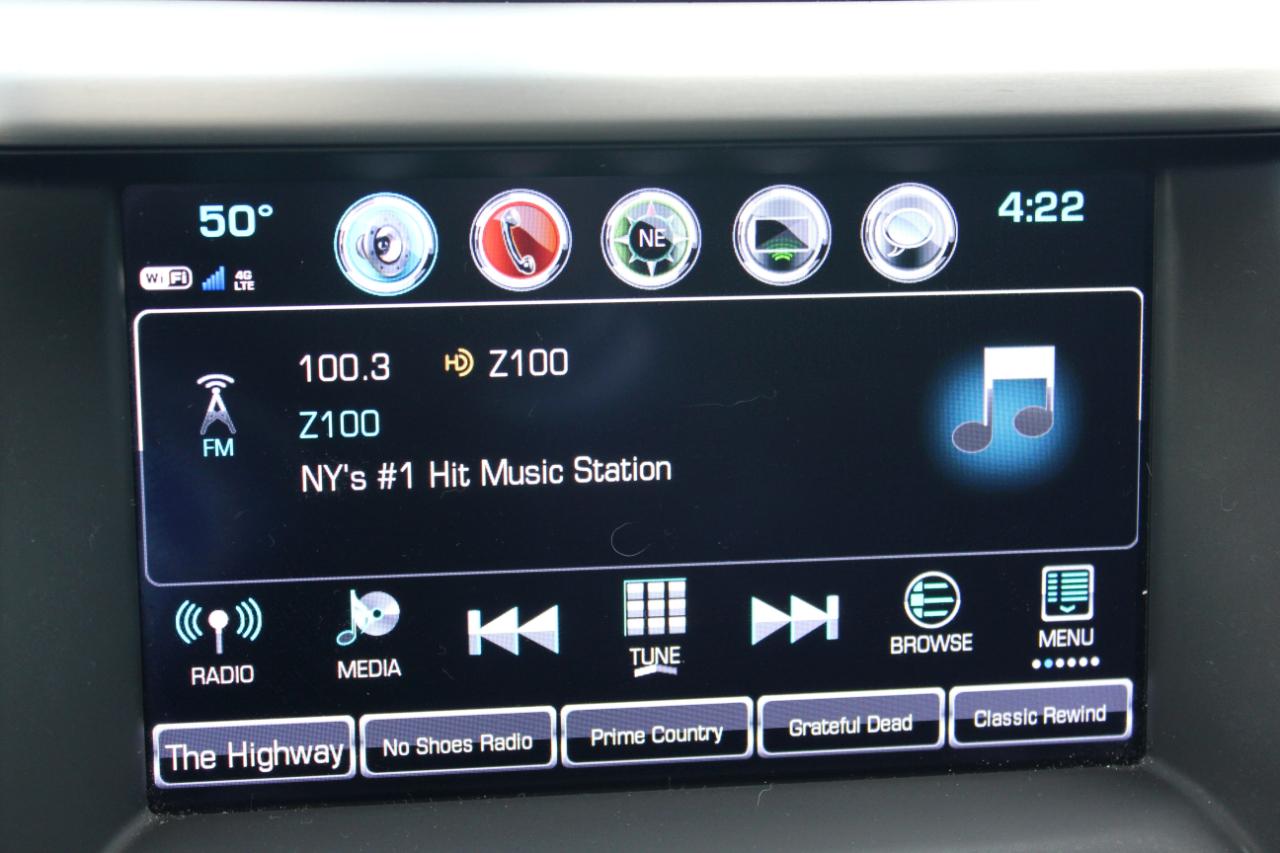 50°
4:22
WiFi
4G
LTE
NE
100.3 HD Z100
Z100
FM
NY's #1 Hit Music Station
RADIO
MEDIA
TUNE
BROWSE
MENU
The Highway
No Shoes Radio
Prime Country
Grateful Dead
Classic Rewind